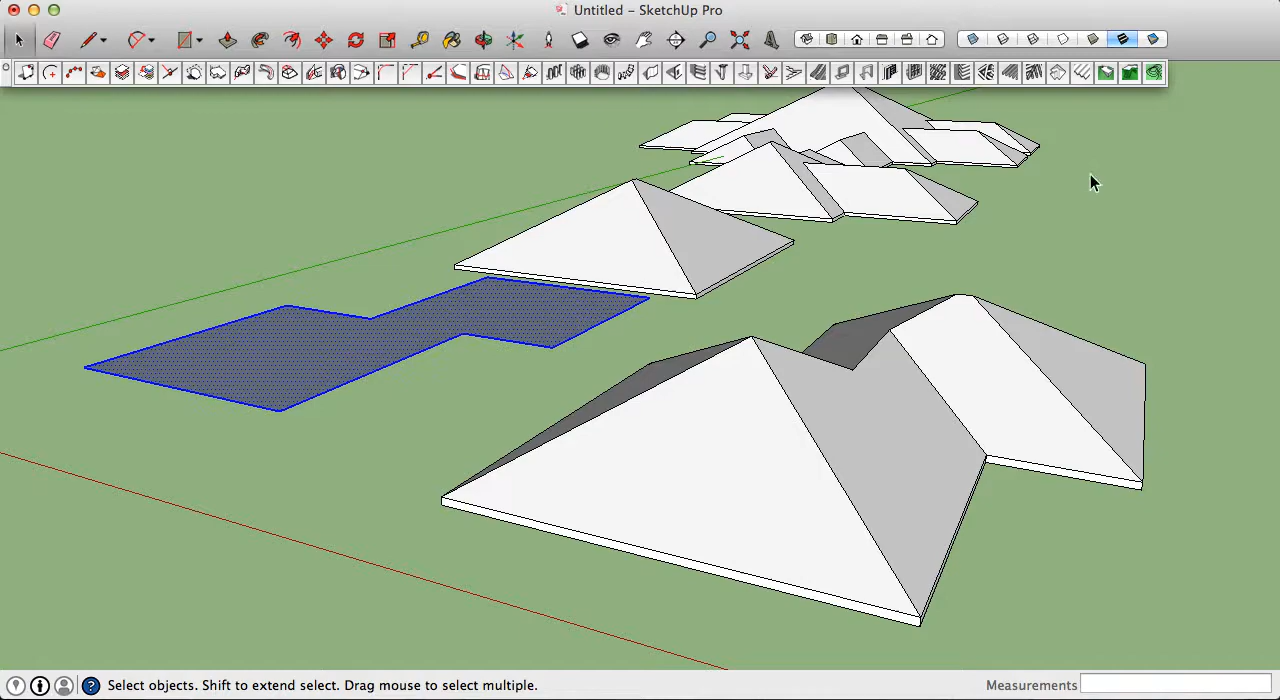 Untitled – SketchUp Pro
Select objects. Shift to extend select. Drag mouse to select multiple.
Measurements